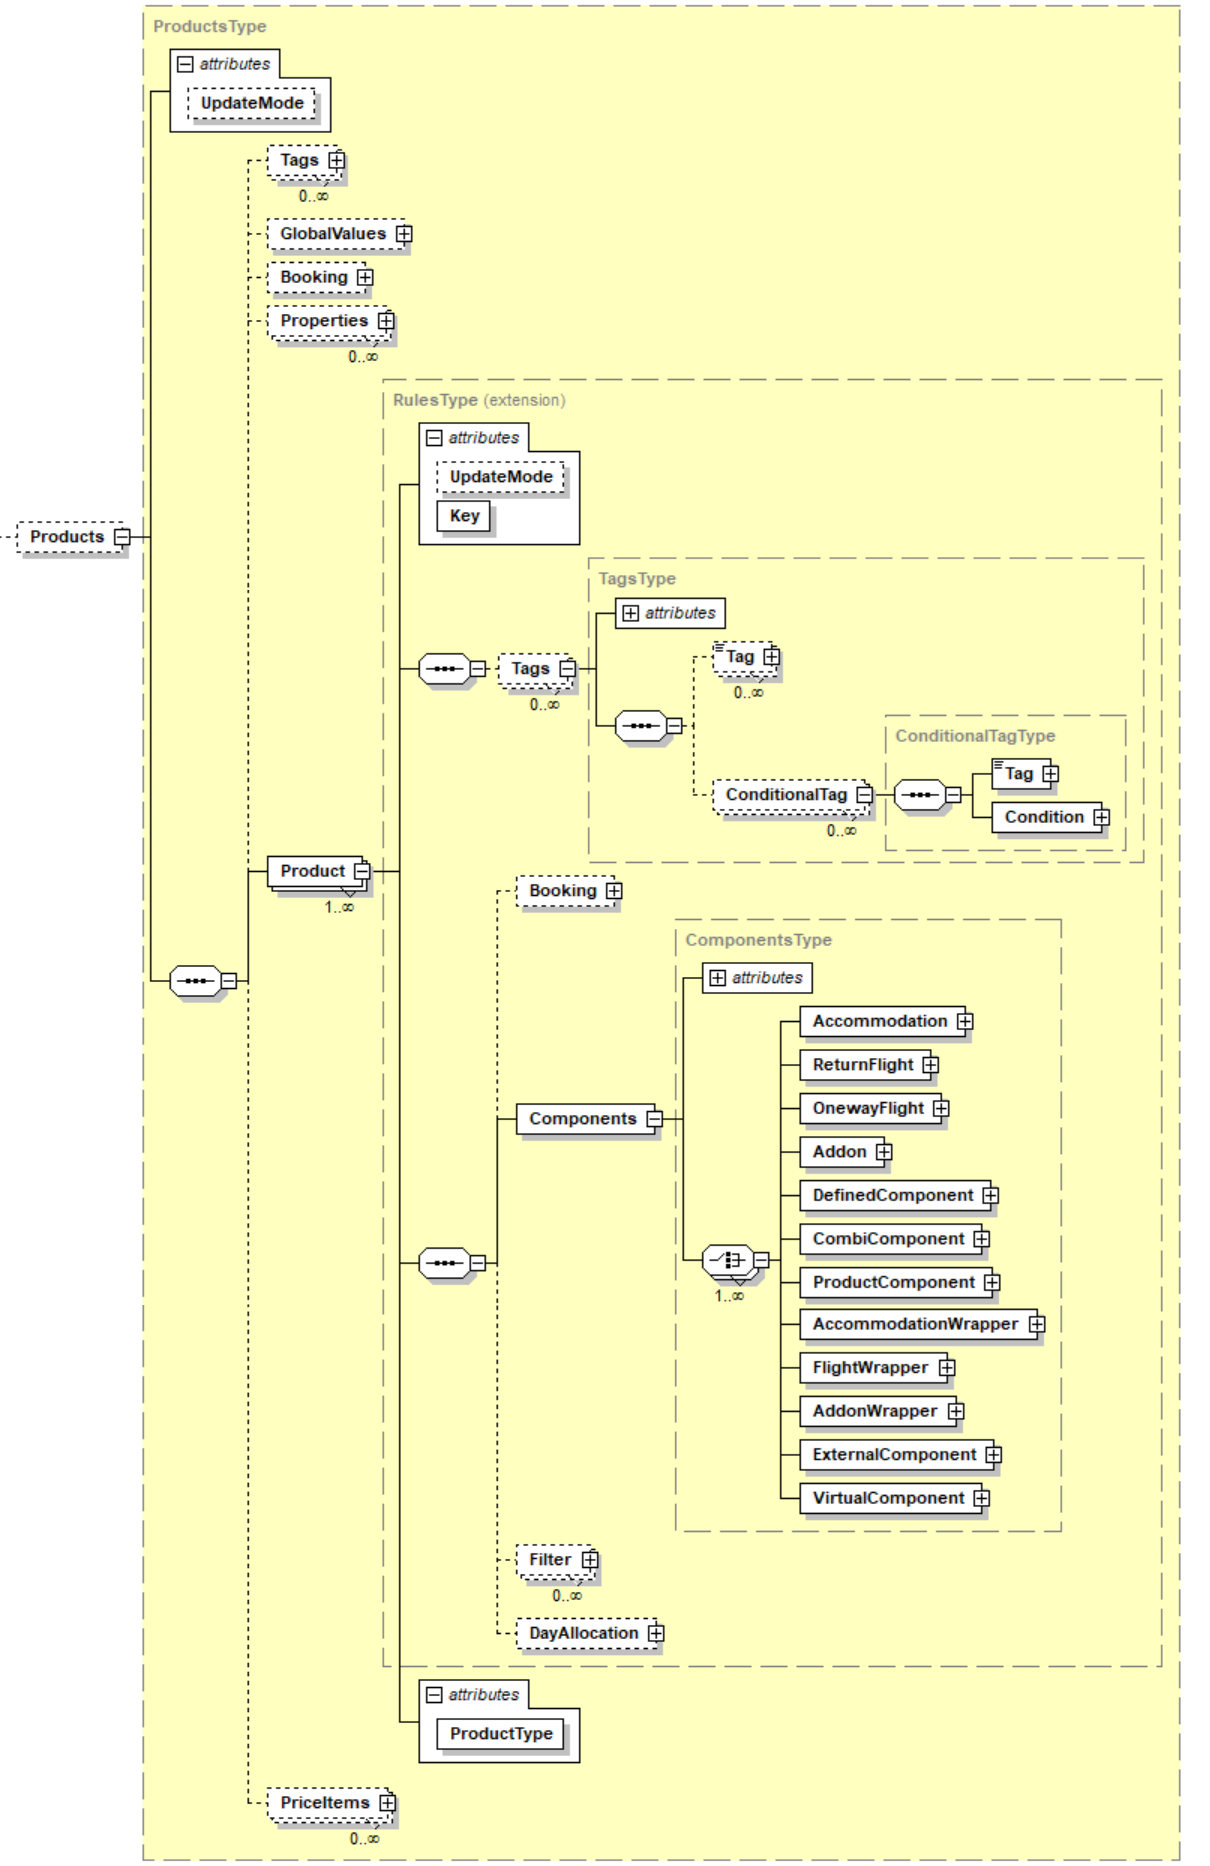 ProductsType
attributes
UpdateMode
Tags
0..∞
GlobalValues
Booking
Properties
0..∞
RulesType (extension)
attributes
UpdateMode
Key
Products
TagsType
attributes
Tag
0..∞
Tags
0..∞
ConditionalTagType
Tag
ConditionalTag
0..∞
Condition
Product
1..∞
Booking
ComponentsType
attributes
Accommodation
ReturnFlight
OnewayFlight
Components
Addon
DefinedComponent
CombiComponent
1..∞
ProductComponent
AccommodationWrapper
FlightWrapper
AddonWrapper
ExternalComponent
VirtualComponent
Filter
0..∞
DayAllocation
attributes
ProductType
PriceItems
0..∞